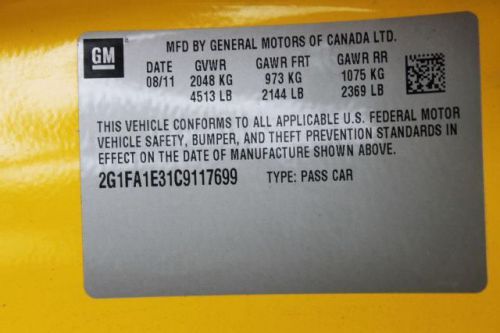 GM
MFD BY GENERAL MOTORS OF CANADA LTD.
DATE GVWR GAWR FRT GAWR RR
08/11 2048 KG 973 KG 1075 KG
4513 LB 2144 LB 2369 LB
THIS VEHICLE CONFORMS TO ALL APPLICABLE U.S. FEDERAL MOTOR
VEHICLE SAFETY, BUMPER, AND THEFT PREVENTION STANDARDS IN
EFFECT ON THE DATE OF MANUFACTURE SHOWN ABOVE.
2G1FA1E31C9117699 TYPE: PASS CAR